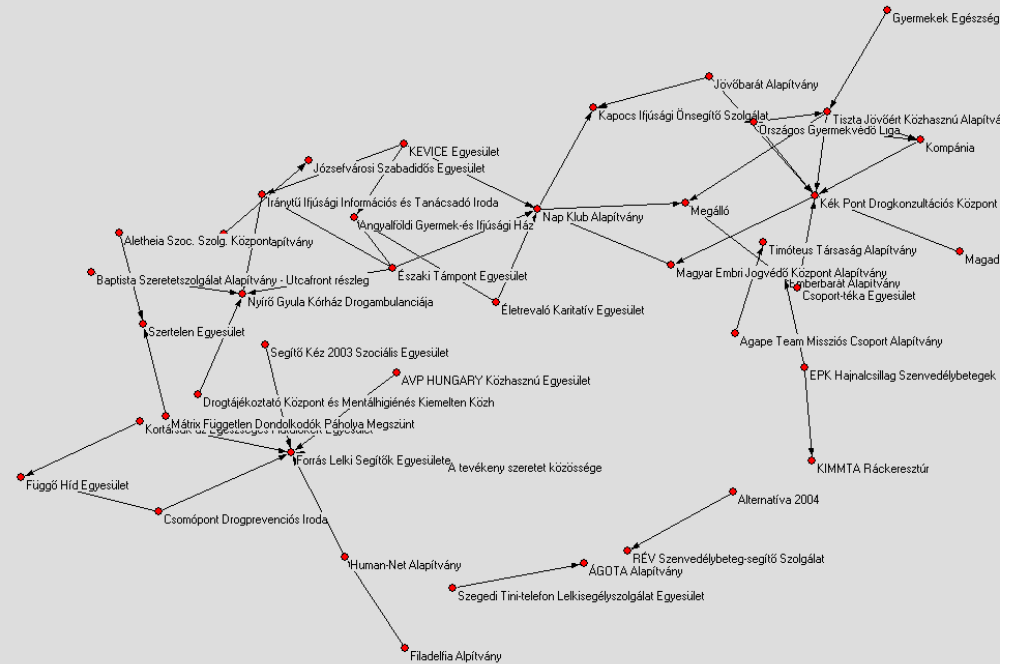 Gyermekek Egészség
Jövőbarát Alapítvány
Kapocs Ifjúsági Önsegítő Szolgálat
Tiszta Jövőért Közhasznú Alapítvá
Országos Gyermekvédő Liga
Kompánia
KEVICE Egyesület
Józsefvárosi Szabadidős Egyesület
Iránytű Ifjúsági Információs és Tanácsadó Iroda
Kék Pont Drogkonzultációs Központ
Megálló
Nap Klub Alapítvány
Angyalföldi Gyermek-és Ifjúsági Ház
Aletheia Szoc. Szolg. Központ
apítvány
Timóteus Társaság Alapítvány
Magad
Magyar Embri Jogvédő Központ Alapítvány
Északi Támpont Egyesület
Baptista Szeretetszolgálat Alapítvány - Utcafront részleg
Emberbarát Alapítvány
Csoport-téka Egyesület
Nyírő Gyula Kórház Drogambulanciája
Életrevaló Karitatív Egyesület
Szertelen Egyesület
Agape Team Missziós Csoport Alapítvány
Segítő Kéz 2003 Szociális Egyesület
EPK Hajnalcsillag Szenvedélybetegek
AVP HUNGARY Közhasznú Egyesület
Drogtájékoztató Központ és Mentálhigiénés Kiemelten Közh
Mátrix Független Dondolkodók Páholya Megszünt
Kortársak az Egészséges
Egyesület
Forrás Lelki Segítők Egyesülete
A tevékeny szeretet közössége
KIMMTA Ráckeresztúr
Függő Híd Egyesület
Alternatíva 2004
Csomópont Drogprevenciós Iroda
RÉV Szenvedélybeteg-segítő Szolgálat
Human-Net Alapítvány
ÁGOTA Alapítvány
Szegedi Tini-telefon Lelkisegélyszolgálat Egyesület
Filadelfia Alpítvány